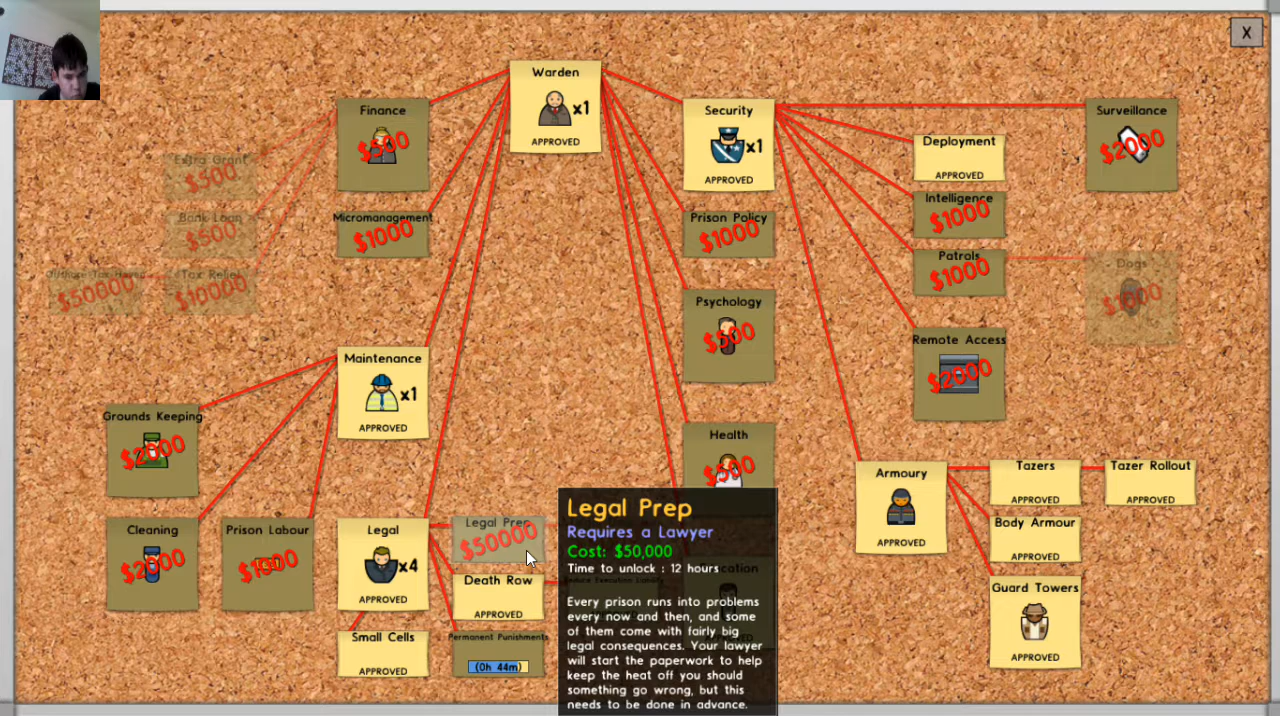 X
Warden
x1
APPROVED
Finance
$500
Security
x1
APPROVED
Surveillance
$2000
Deployment
APPROVED
Extra Grant
$500
Micromanagement
$1000
Prison Policy
$1000
Intelligence
$1000
Bank Loan
$500
Patrols
$1000
Dogs
$1000
Offshore Tax Haven
$50000
Tax Relief
$10000
Psychology
$500
Remote Access
$2000
Maintenance
x1
APPROVED
Grounds Keeping
$2000
Health
$500
Armoury
APPROVED
Tazers
APPROVED
Tazer Rollout
APPROVED
Body Armour
APPROVED
Guard Towers
APPROVED
Cleaning
$2000
Prison Labour
$1000
Legal
x4
APPROVED
Legal Prep
$50000
Death Row
APPROVED
Small Cells
APPROVED
Permanent Punishments
(0h 44m)
Legal Prep
Requires a Lawyer
Cost: $50,000
Time to unlock : 12 hours
Every prison runs into problems
every now and then, and some
of them come with fairly big
legal consequences. Your lawyer
will start the paperwork to help
keep the heat off you should
something go wrong, but this
needs to be done in advance.